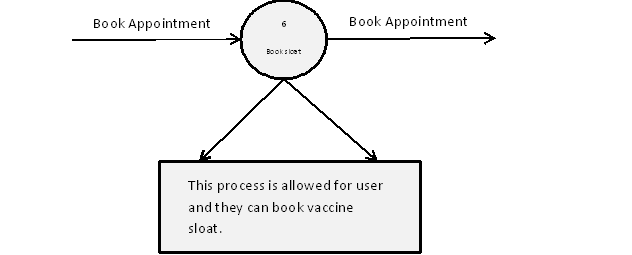 Book Appointment
6
Book sloat
Book Appointment
This process is allowed for user
and they can book vaccine
sloat.